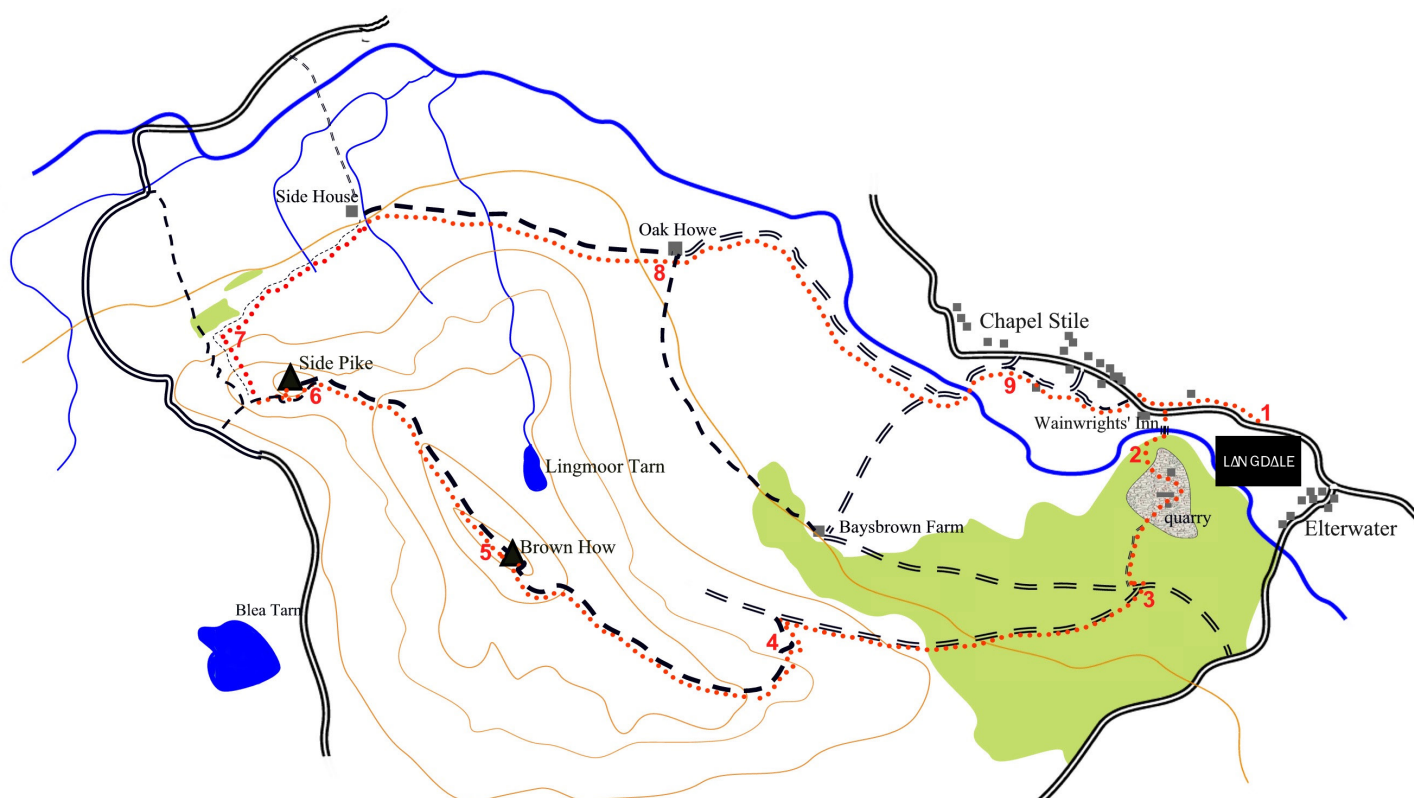 Side House
Oak Howe
8
Chapel Stile
7
Side Pike
6
9
1
Wainwrights' Inn
2
LANGDALE
Lingmoor Tarn
quarry
Elterwater
Baysbrown Farm
5
Brown How
3
Blea Tarn
4